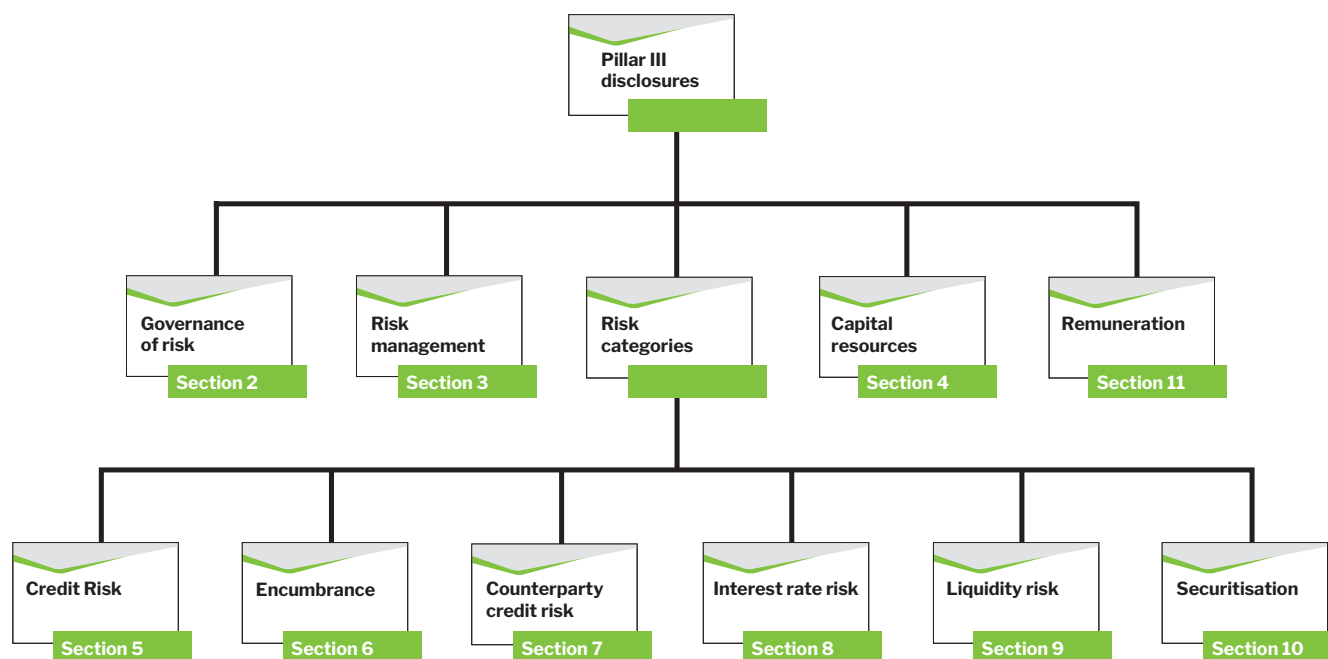 Pillar III
disclosures
Governance
of risk
Section 2
Risk
management
Section 3
Risk
categories
Capital
resources
Section 4
Remuneration
Section 11
Credit Risk
Section 5
Encumbrance
Section 6
Counterparty
credit risk
Section 7
Interest rate risk
Section 8
Liquidity risk
Section 9
Securitisation
Section 10